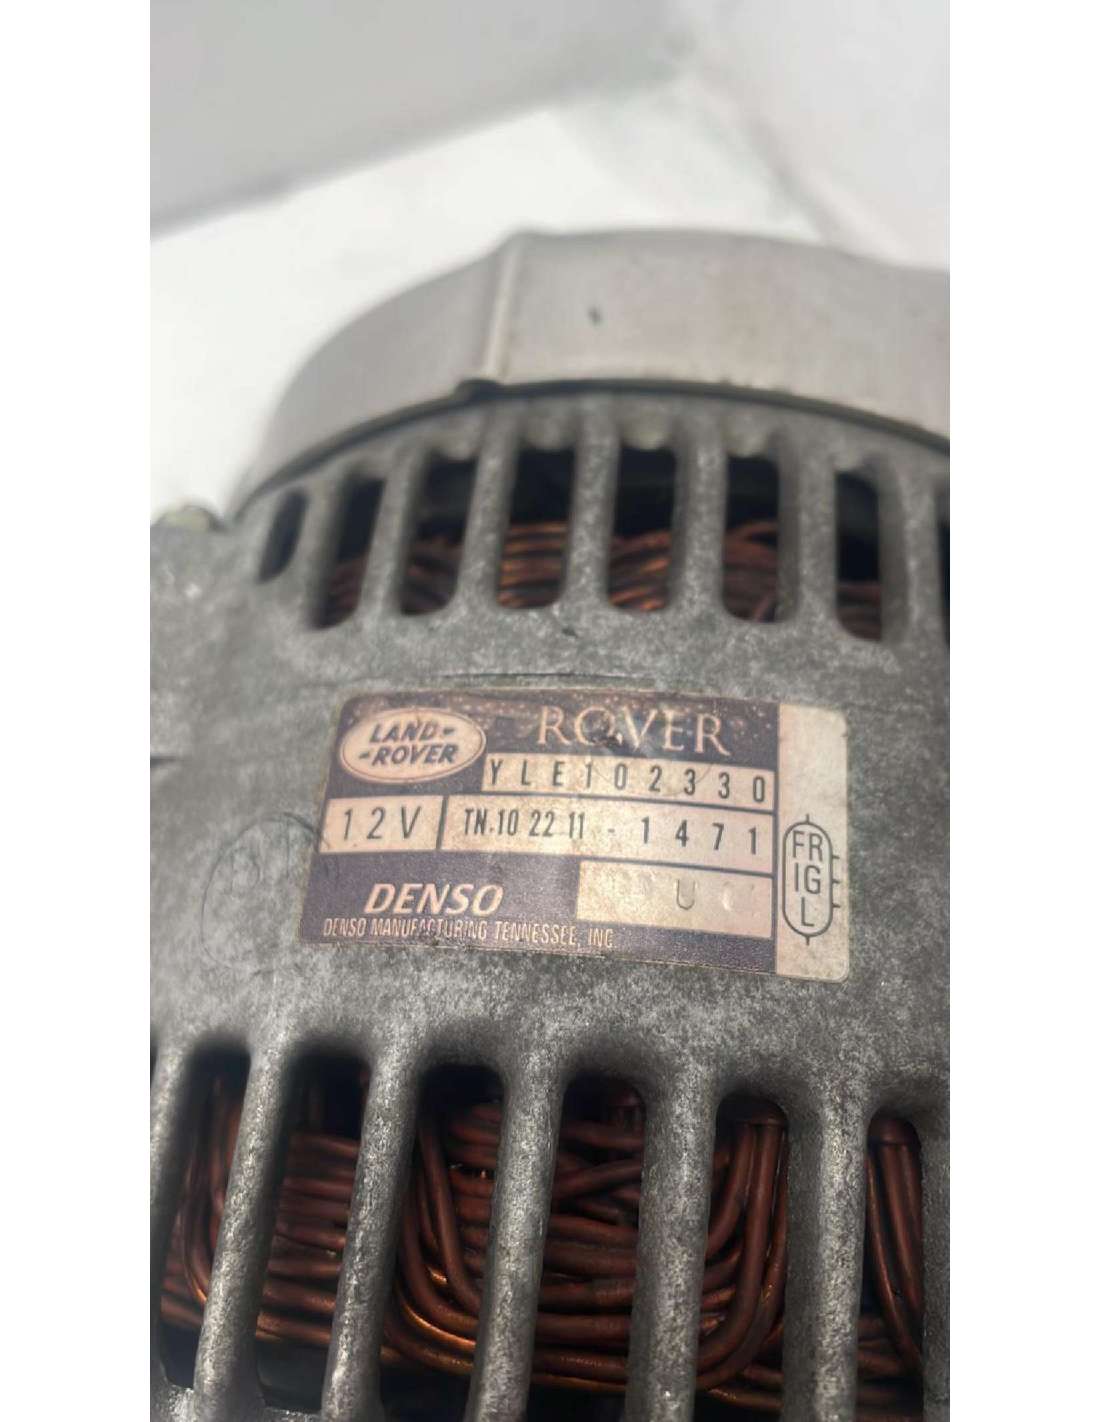 LAND-
-ROVER
ROVER
YLE102330
12V
TN.10 22 11 - 1471
U
DENSO
DENSO MANUFACTURING TENNESSEE, INC.
FR
IG
L